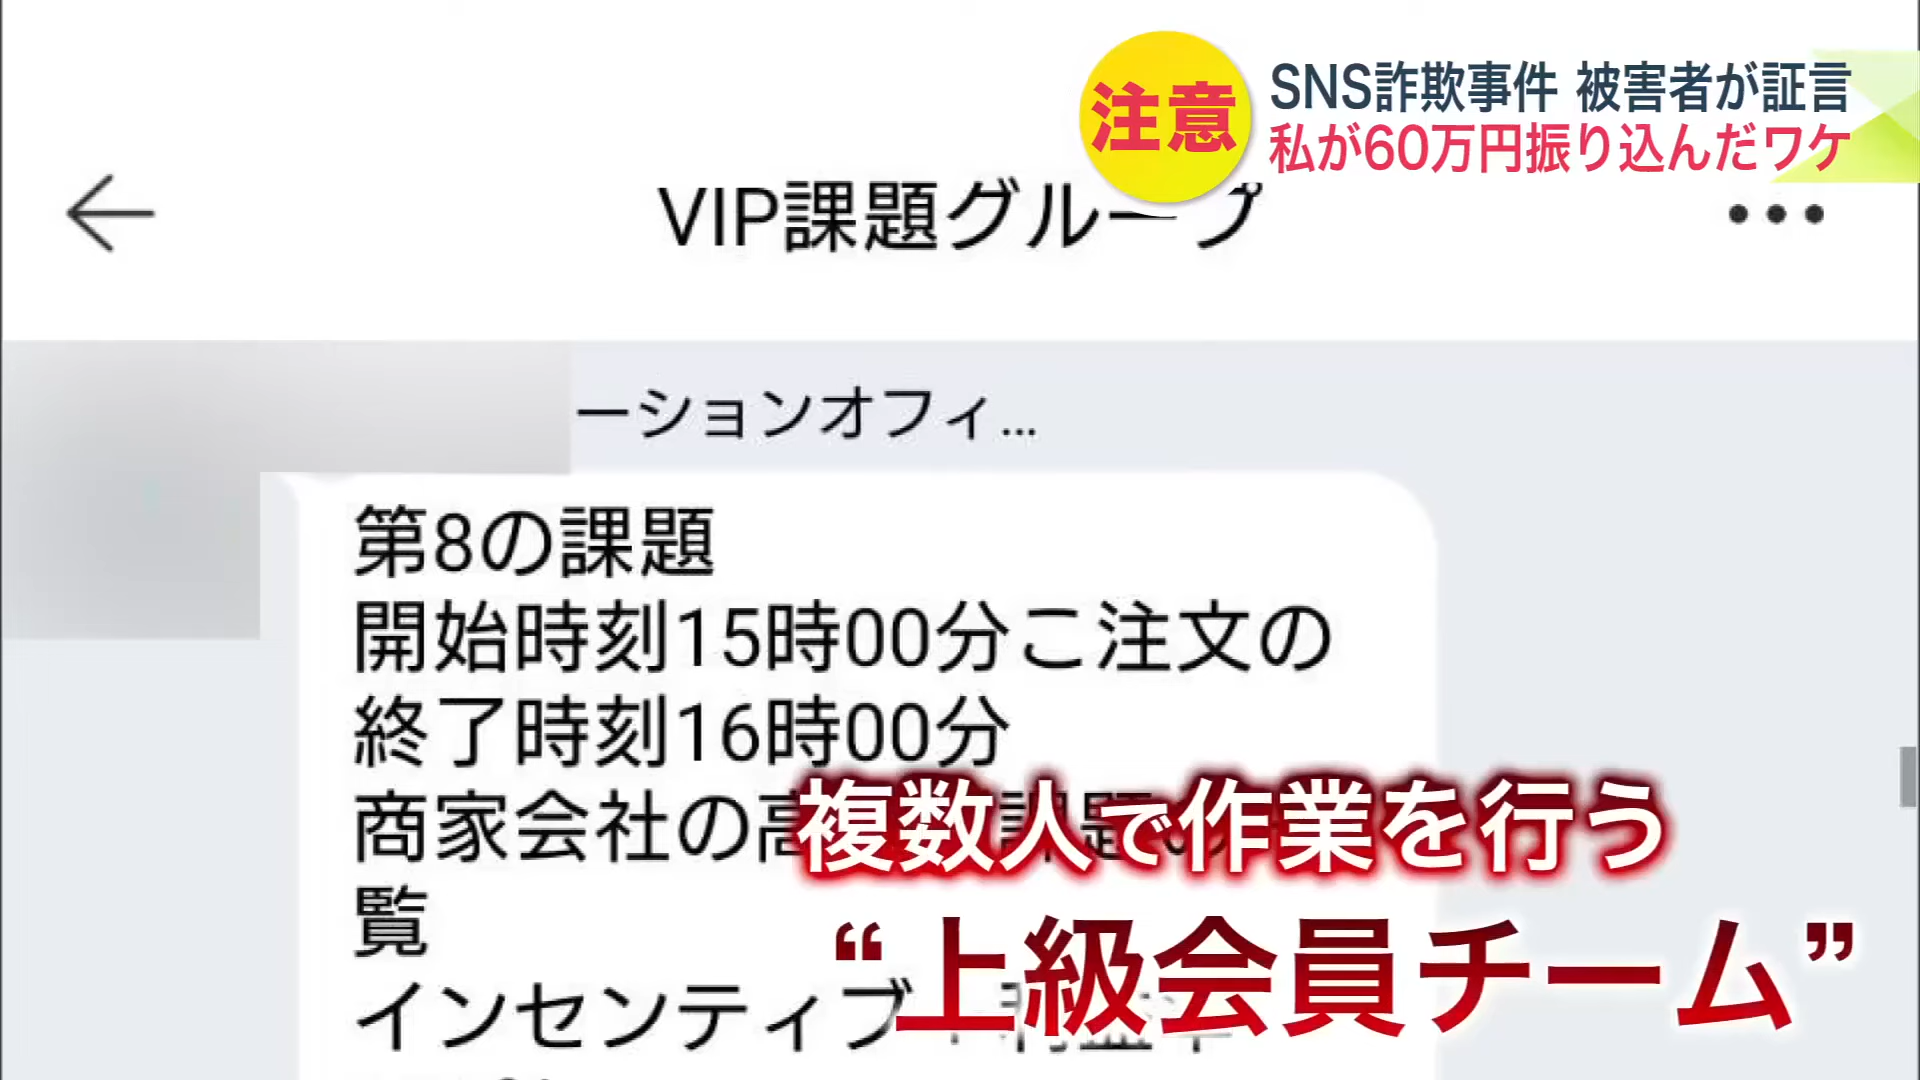 注意
SNS詐欺事件 被害者が証言
私が60万円振り込んだワケ
VIP課題グループ
ーションオフィ...
第8の課題
開始時刻15時00分こ注文の
終了時刻16時00分
商家会社の高
覧
インセンティブ
複数人で作業を行う
“上級会員チーム”